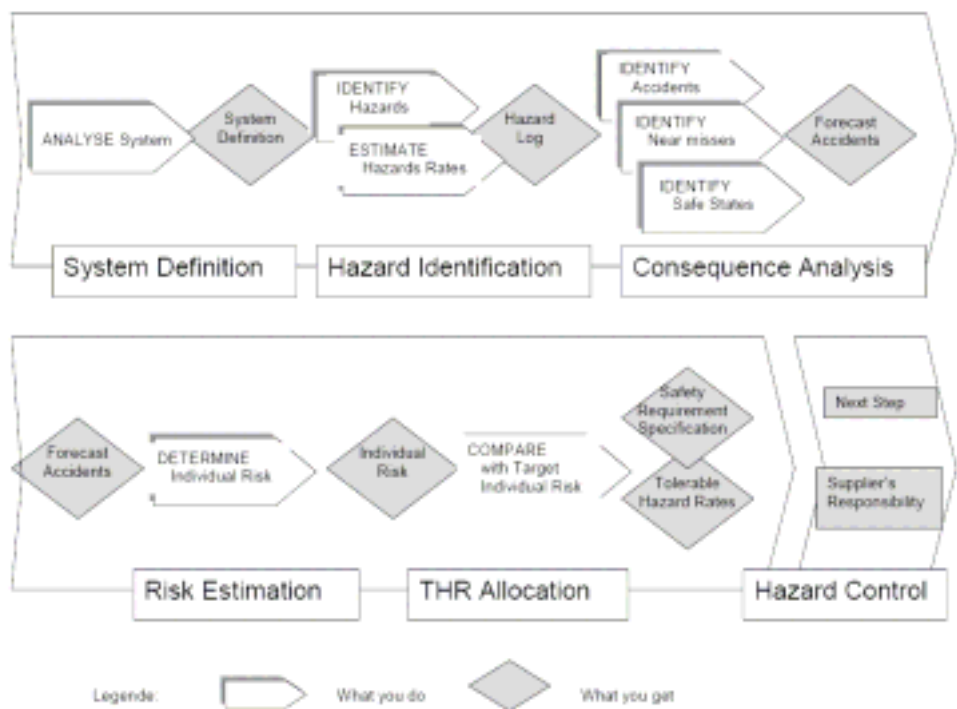 ANALYSE System
System
Definition
IDENTIFY
Hazards
ESTIMATE
Hazards Rates
Hazard
Log
IDENTIFY
Accidents
IDENTIFY
Near misses
IDENTIFY
Safe States
Forecast
Accidents
System Definition
Hazard Identification
Consequence Analysis
Forecast
Accidents
DETERMINE
Individual Risk
Individual
Risk
COMPARE
with Target
Individual Risk
Safety
Requirement
Specification
Tolerable
Hazard Rates
Next Step
Supplier's
Responsibility
Risk Estimation
THR Allocation
Hazard Control
Legende:
What you do
What you get